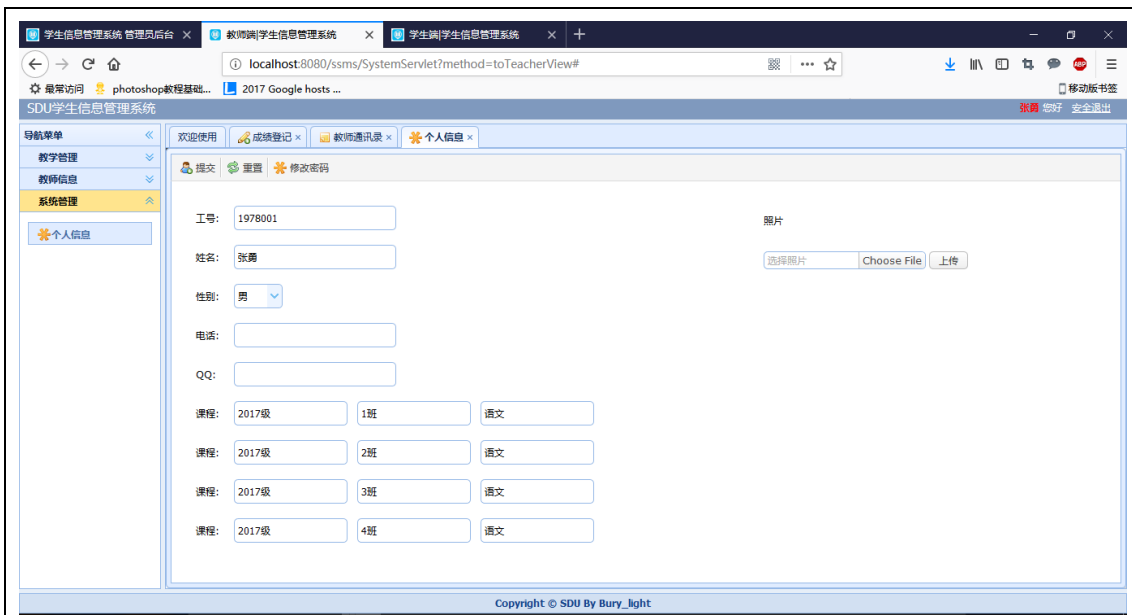 学生信息管理系统 管理员后台
教师端|学生信息管理系统
学生端|学生信息管理系统
localhost:8080/ssms/SystemServlet?method=toTeacherView#
ABP
最常访问 photoshop教程基础... 2017 Google hosts ... 移动版书签
SDU学生信息管理系统 张勇 您好 安全退出
导航菜单
教学管理
教师信息
系统管理
个人信息
欢迎使用 成绩登记 教师通讯录 个人信息
提交 重置 修改密码
工号: 1978001
照片
姓名: 张勇
选择照片 Choose File 上传
性别: 男
电话:
QQ:
课程: 2017级 1班 语文
课程: 2017级 2班 语文
课程: 2017级 3班 语文
课程: 2017级 4班 语文
Copyright © SDU By Bury_light